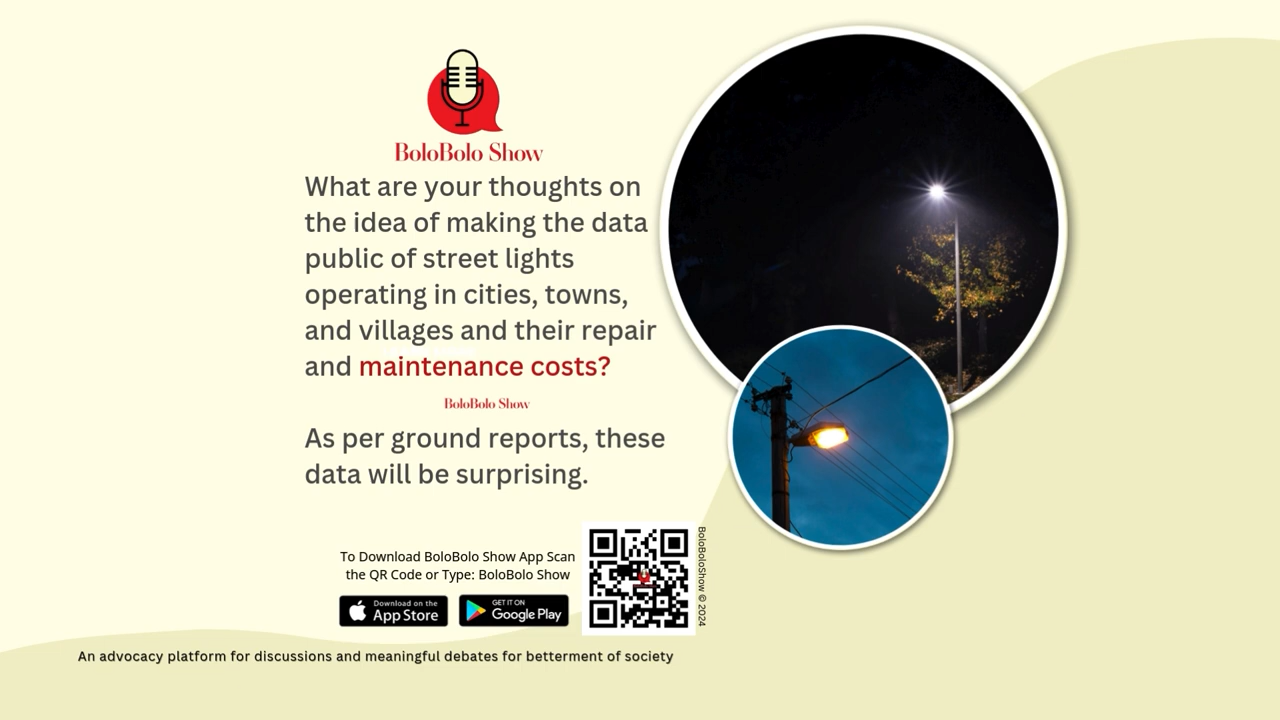 BoloBolo Show
What are your thoughts on
the idea of making the data
public of street lights
operating in cities, towns,
and villages and their repair
and maintenance costs?
BoloBolo Show
As per ground reports, these
data will be surprising.
To Download BoloBolo Show App Scan
the QR Code or Type: BoloBolo Show
Download on the
App Store
GET IT ON
Google Play
BoloBoloShow © 2024
An advocacy platform for discussions and meaningful debates for betterment of society